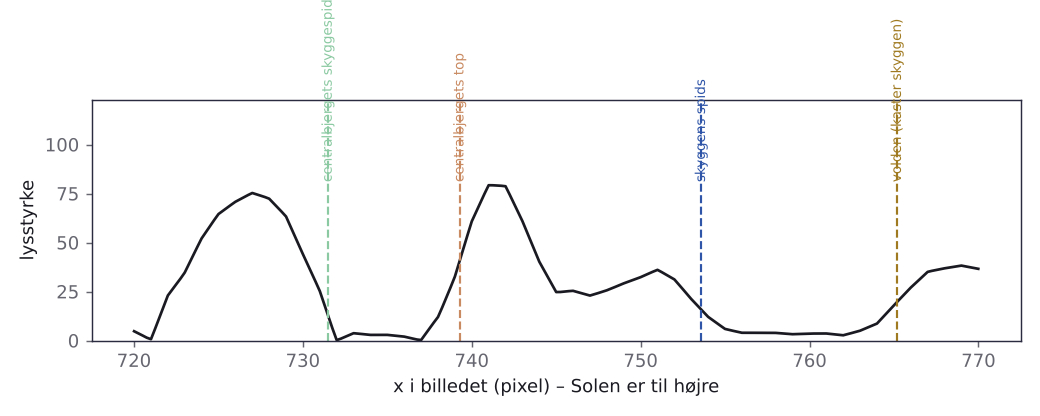 centralbjergets skyggespid
centralbjergets top
skyggens spids
volden (kaster skyggen)
lysstyrke
100
75
50
25
0
720 730 740 750 760 770
x i billedet (pixel) – Solen er til højre